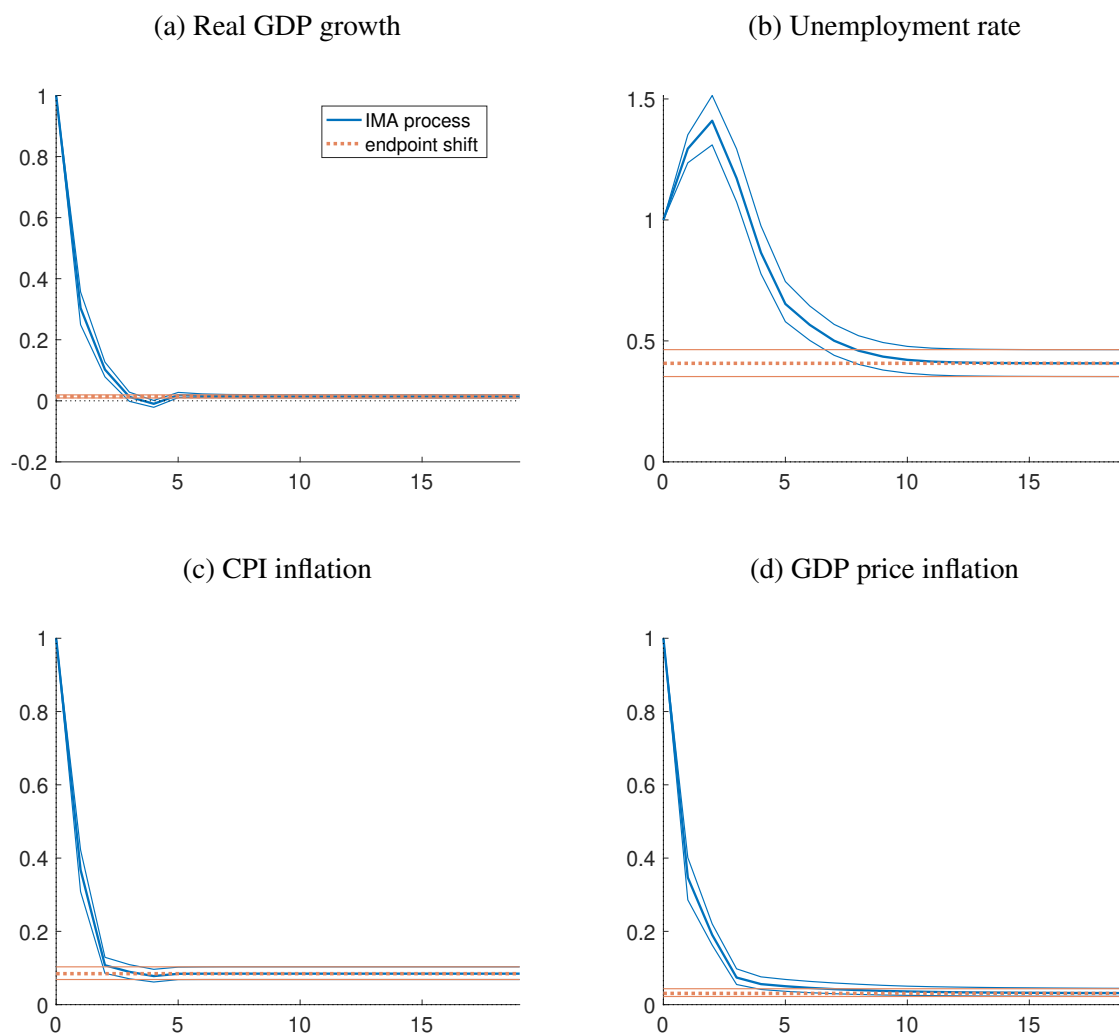 (a) Real GDP growth
(b) Unemployment rate
1
0.8
0.6
0.4
0.2
0
-0.2
0 5 10 15
IMA process
endpoint shift
1.5
1
0.5
0
0 5 10 15
(c) CPI inflation
(d) GDP price inflation
1
0.8
0.6
0.4
0.2
0
0 5 10 15
1
0.8
0.6
0.4
0.2
0
0 5 10 15